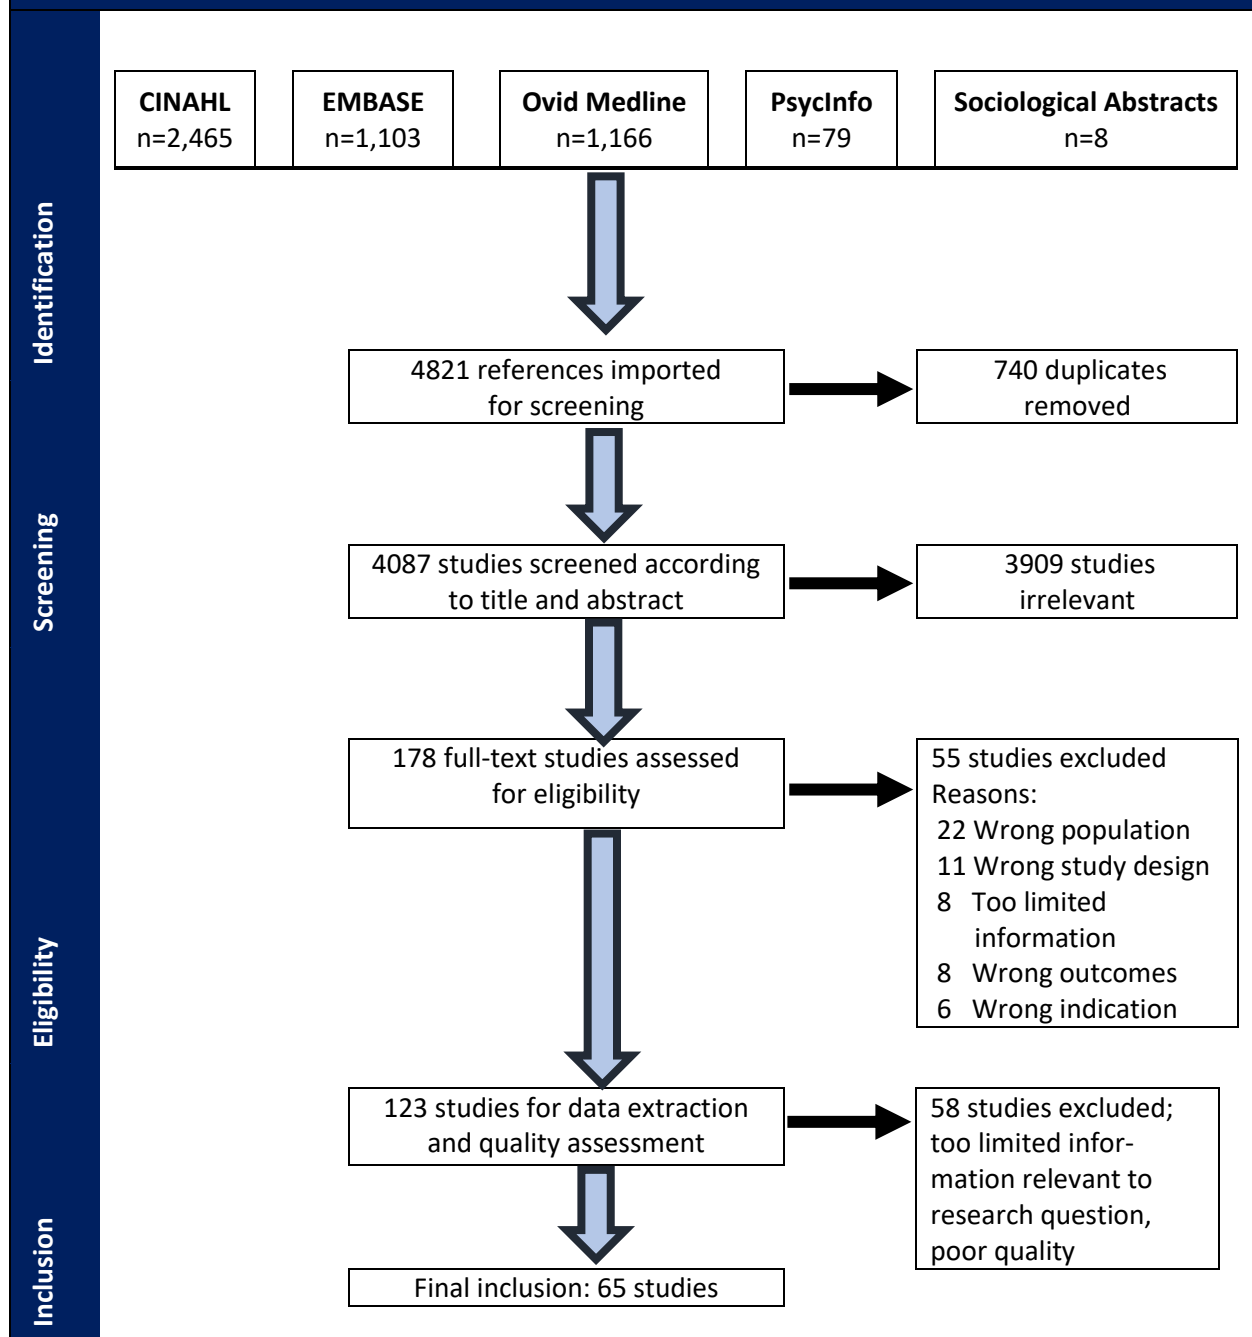 CINAHL
n=2,465
EMBASE
n=1,103
Ovid Medline
n=1,166
PsycInfo
n=79
Sociological Abstracts
n=8
Identification
4821 references imported
for screening
740 duplicates
removed
Screening
4087 studies screened according
to title and abstract
3909 studies
irrelevant
Eligibility
178 full-text studies assessed
for eligibility
55 studies excluded
Reasons:
22 Wrong population
11 Wrong study design
8 Too limited
information
8 Wrong outcomes
6 Wrong indication
123 studies for data extraction
and quality assessment
58 studies excluded;
too limited infor-
mation relevant to
research question,
poor quality
Inclusion
Final inclusion: 65 studies